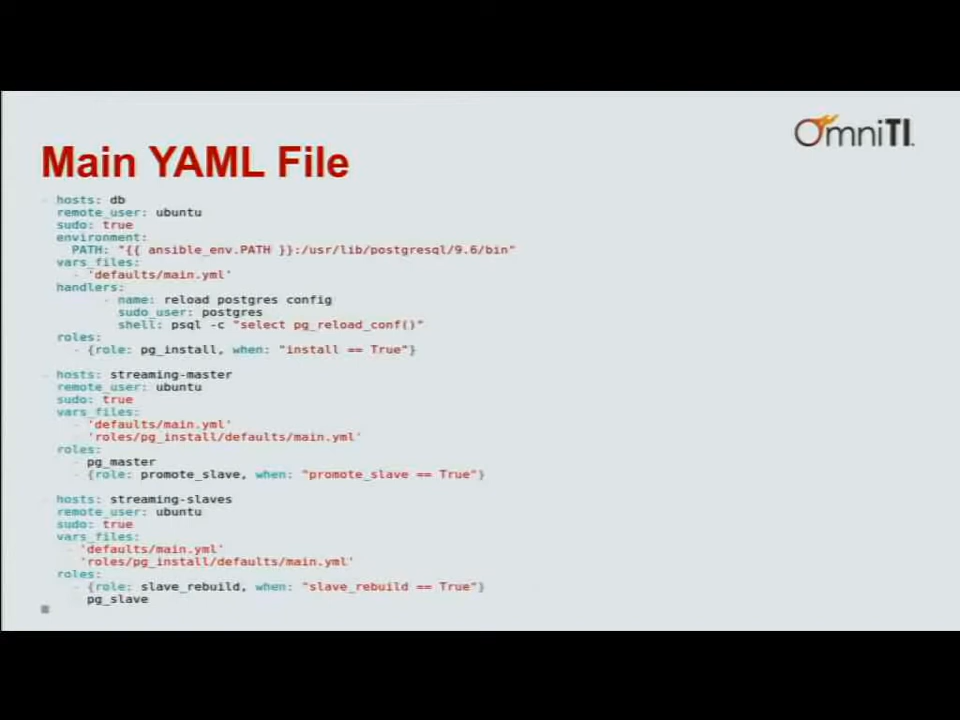 OmniTI
Main YAML File
- hosts: db
remote_user: ubuntu
sudo: true
environment:
PATH: "{{ ansible_env.PATH }}:/usr/lib/postgresql/9.6/bin"
vars_files:
- 'defaults/main.yml'
handlers:
- name: reload postgres config
sudo_user: postgres
shell: psql -c "select pg_reload_conf()"
roles:
- {role: pg_install, when: "install == True"}
- hosts: streaming-master
remote_user: ubuntu
sudo: true
vars_files:
- 'defaults/main.yml'
- 'roles/pg_install/defaults/main.yml'
roles:
- pg_master
- {role: promote_slave, when: "promote_slave == True"}
- hosts: streaming-slaves
remote_user: ubuntu
sudo: true
vars_files:
- 'defaults/main.yml'
- 'roles/pg_install/defaults/main.yml'
roles:
- {role: slave_rebuild, when: "slave_rebuild == True"}
- pg_slave